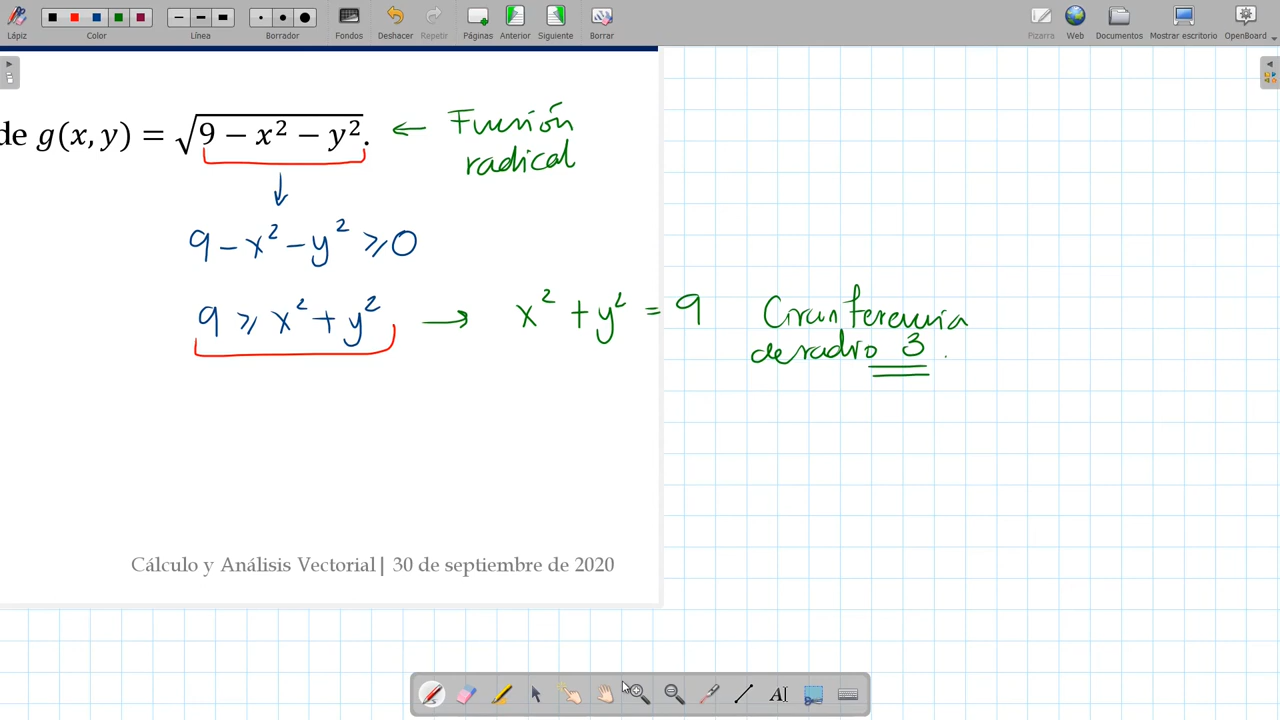 Lápiz Color Línea Borrador Fondos Deshacer Repetir Páginas Anterior Siguiente Borrar Pizarra Web Documentos Mostrar escritorio OpenBoard
de g(x, y) = √(9 − x² − y²). ← Función
radical
↓
9 − x² − y² ⩾ 0
9 ⩾ x² + y² → x² + y² = 9 Circunferencia
de radio 3
Cálculo y Análisis Vectorial| 30 de septiembre de 2020
AI